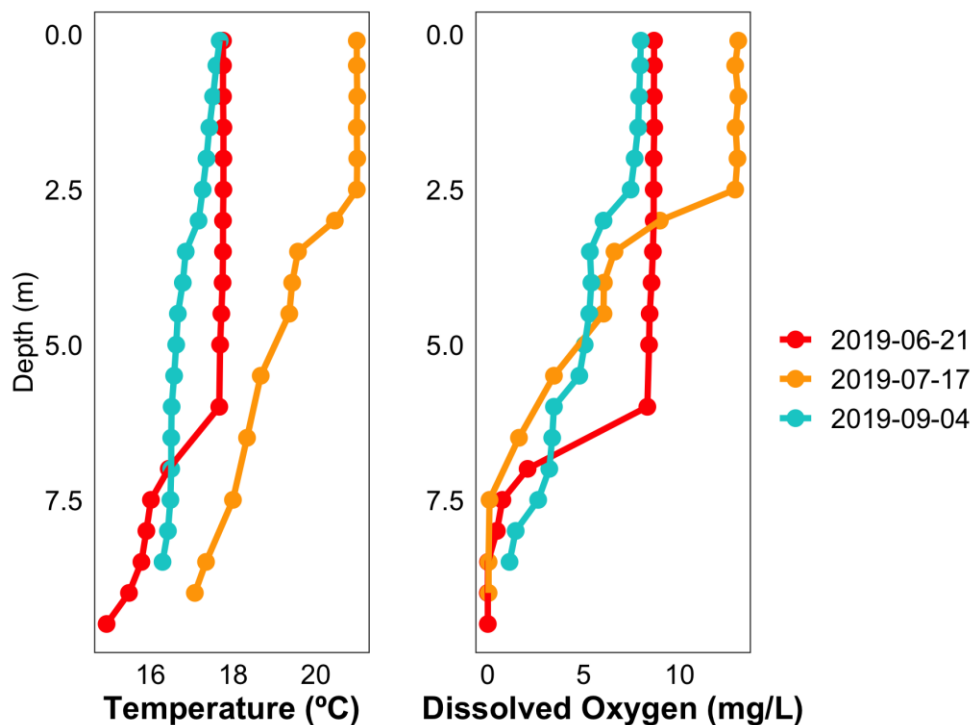 0.0
2.5
5.0
7.5
Depth (m)
16 18 20
Temperature (ºC)
0.0
2.5
5.0
7.5
0 5 10
Dissolved Oxygen (mg/L)
2019-06-21
2019-07-17
2019-09-04